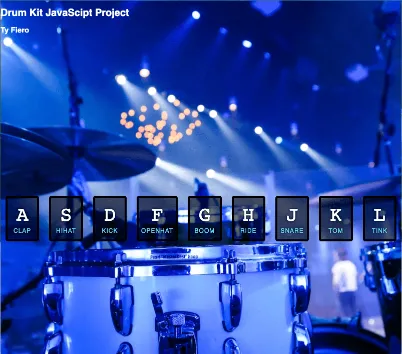 Drum Kit JavaScipt Project
Ty Fiero
A S D F G H J K L
CLAP HIHAT KICK OPENHAT BOOM RIDE SNARE TOM TINK